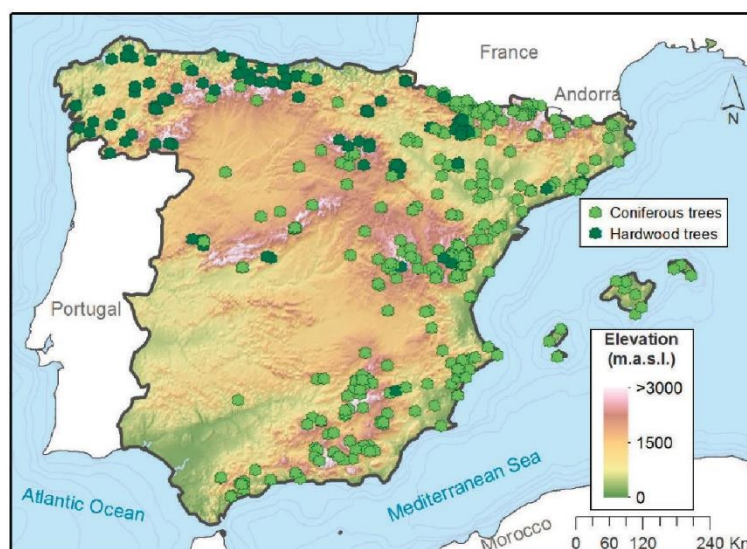 France
Andorra
N
Coniferous trees
Hardwood trees
Portugal
Elevation
(m.a.s.l.)
>3000
1500
0
Atlantic Ocean
Mediterranean Sea
Morocco
0 60 120 240 Km